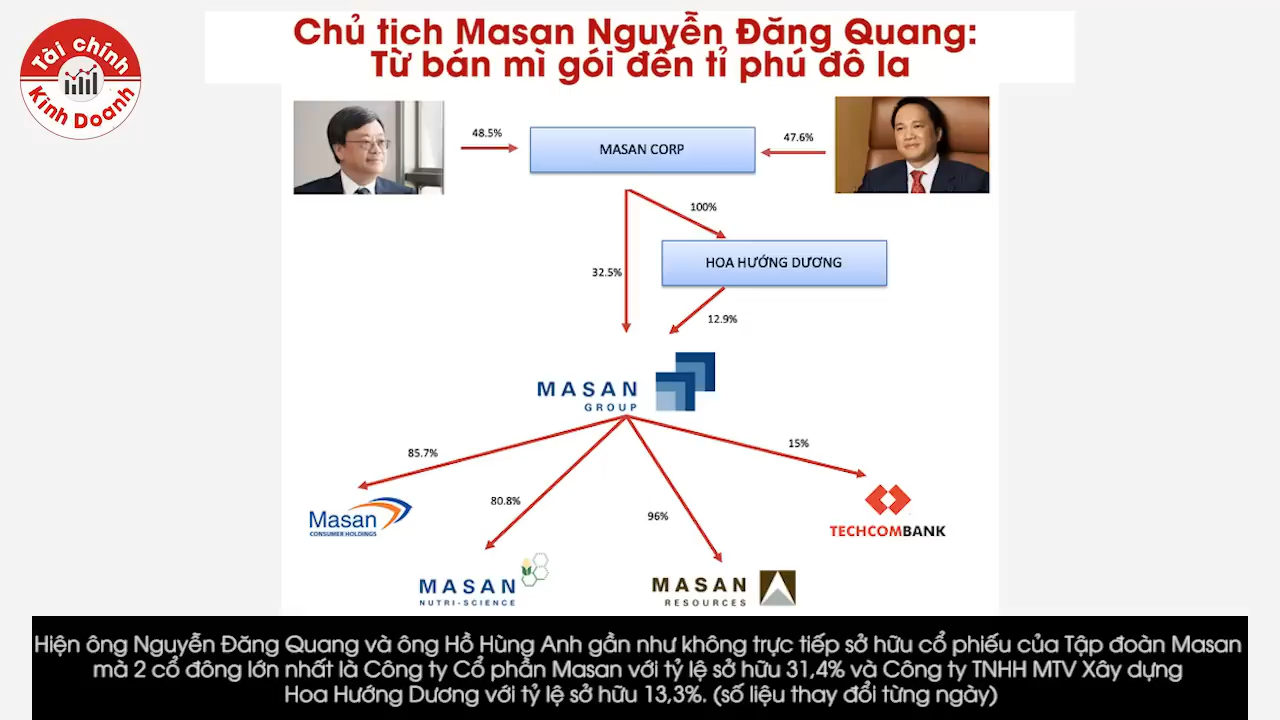 Tài chính
Kinh Doanh
Chủ tịch Masan Nguyễn Đăng Quang:
Từ bán mì gói đến tỉ phú đô la
48.5%
MASAN CORP
47.6%
100%
HOA HƯỚNG DƯƠNG
32.5%
12.9%
MASAN
GROUP
85.7%
15%
80.8%
96%
Masan
CONSUMER HOLDINGS
TECHCOMBANK
MASAN
NUTRI-SCIENCE
MASAN
RESOURCES
Hiện ông Nguyễn Đăng Quang và ông Hồ Hùng Anh gần như không trực tiếp sở hữu cổ phiếu của Tập đoàn Masan
mà 2 cổ đông lớn nhất là Công ty Cổ phần Masan với tỷ lệ sở hữu 31,4% và Công ty TNHH MTV Xây dựng
Hoa Hướng Dương với tỷ lệ sở hữu 13,3%. (số liệu thay đổi từng ngày)